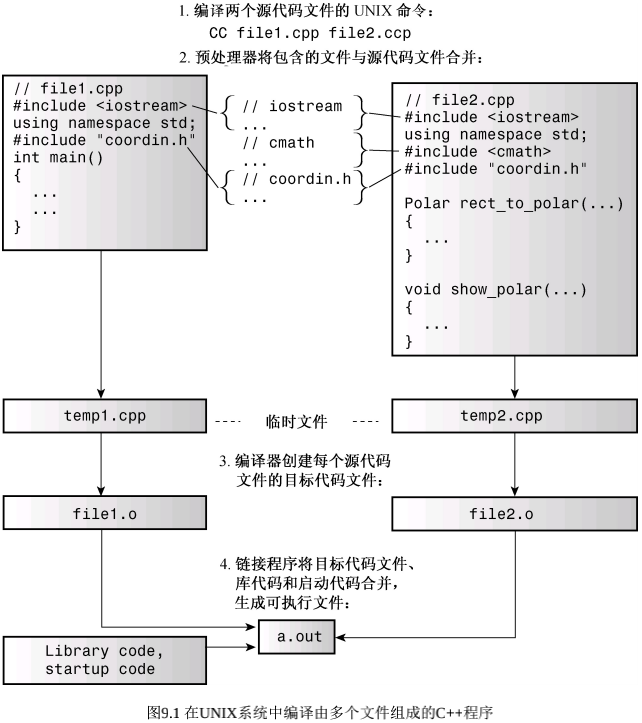 1. 编译两个源代码文件的 UNIX 命令：
CC file1.cpp file2.ccp
2. 预处理器将包含的文件与源代码文件合并：
// file1.cpp
#include <iostream>
using namespace std;
#include "coordin.h"
int main()
{
...
...
}
// iostream
...
// cmath
...
// coordin.h
...
// file2.cpp
#include <iostream>
using namespace std;
#include <cmath>
#include "coordin.h"
Polar rect_to_polar(...)
{
...
}
void show_polar(...)
{
...
}
temp1.cpp
临时文件
temp2.cpp
3. 编译器创建每个源代码
文件的目标代码文件：
file1.o
file2.o
4. 链接程序将目标代码文件、
库代码和启动代码合并，
生成可执行文件：
a.out
Library code,
startup code
图9.1 在UNIX系统中编译由多个文件组成的C++程序